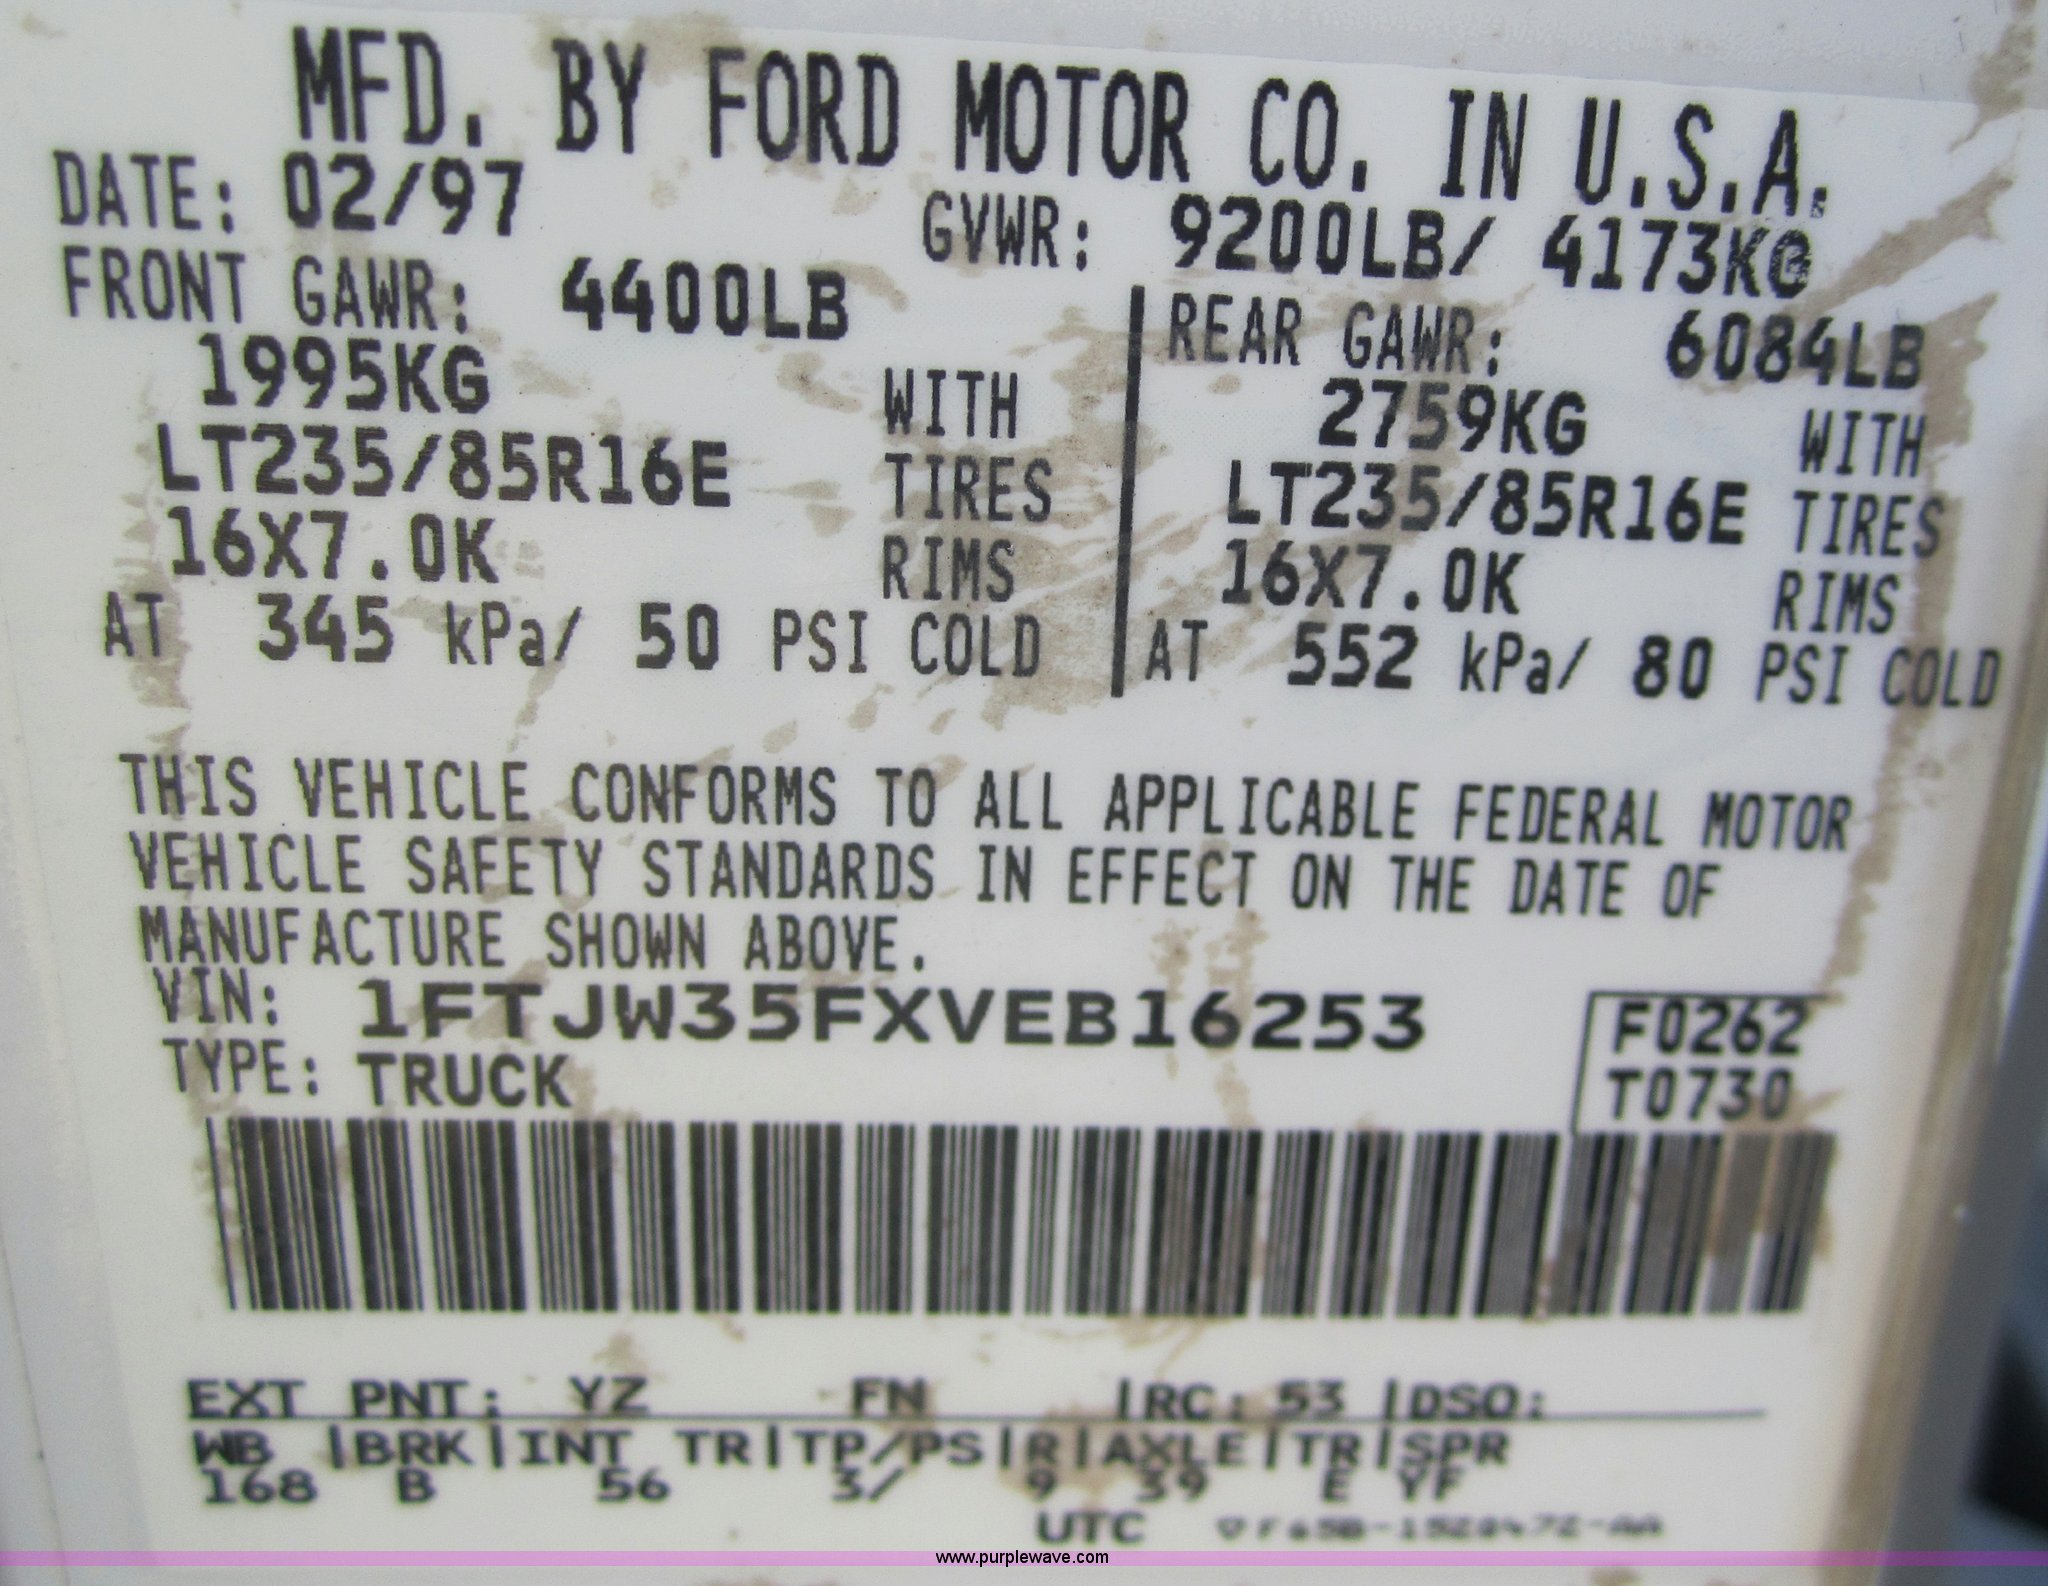 MFD. BY FORD MOTOR CO. IN U.S.A.
DATE: 02/97 GVWR: 9200LB/ 4173KG
FRONT GAWR: 4400LB REAR GAWR: 6084LB
1995KG WITH 2759KG WITH
LT235/85R16E TIRES LT235/85R16E TIRES
16X7.0K RIMS 16X7.0K RIMS
AT 345 kPa/ 50 PSI COLD AT 552 kPa/ 80 PSI COLD
THIS VEHICLE CONFORMS TO ALL APPLICABLE FEDERAL MOTOR
VEHICLE SAFETY STANDARDS IN EFFECT ON THE DATE OF
MANUFACTURE SHOWN ABOVE.
VIN: 1FTJW35FXVEB16253 F0262
TYPE: TRUCK T0730
EXT PNT: YZ FN |RC: 53 |DSO:
WB |BRK|INT TR|TP/PS|R|AXLE|TR|SPR
168 B 56 3/ 9 39 E YF
UTC
www.purplewave.com